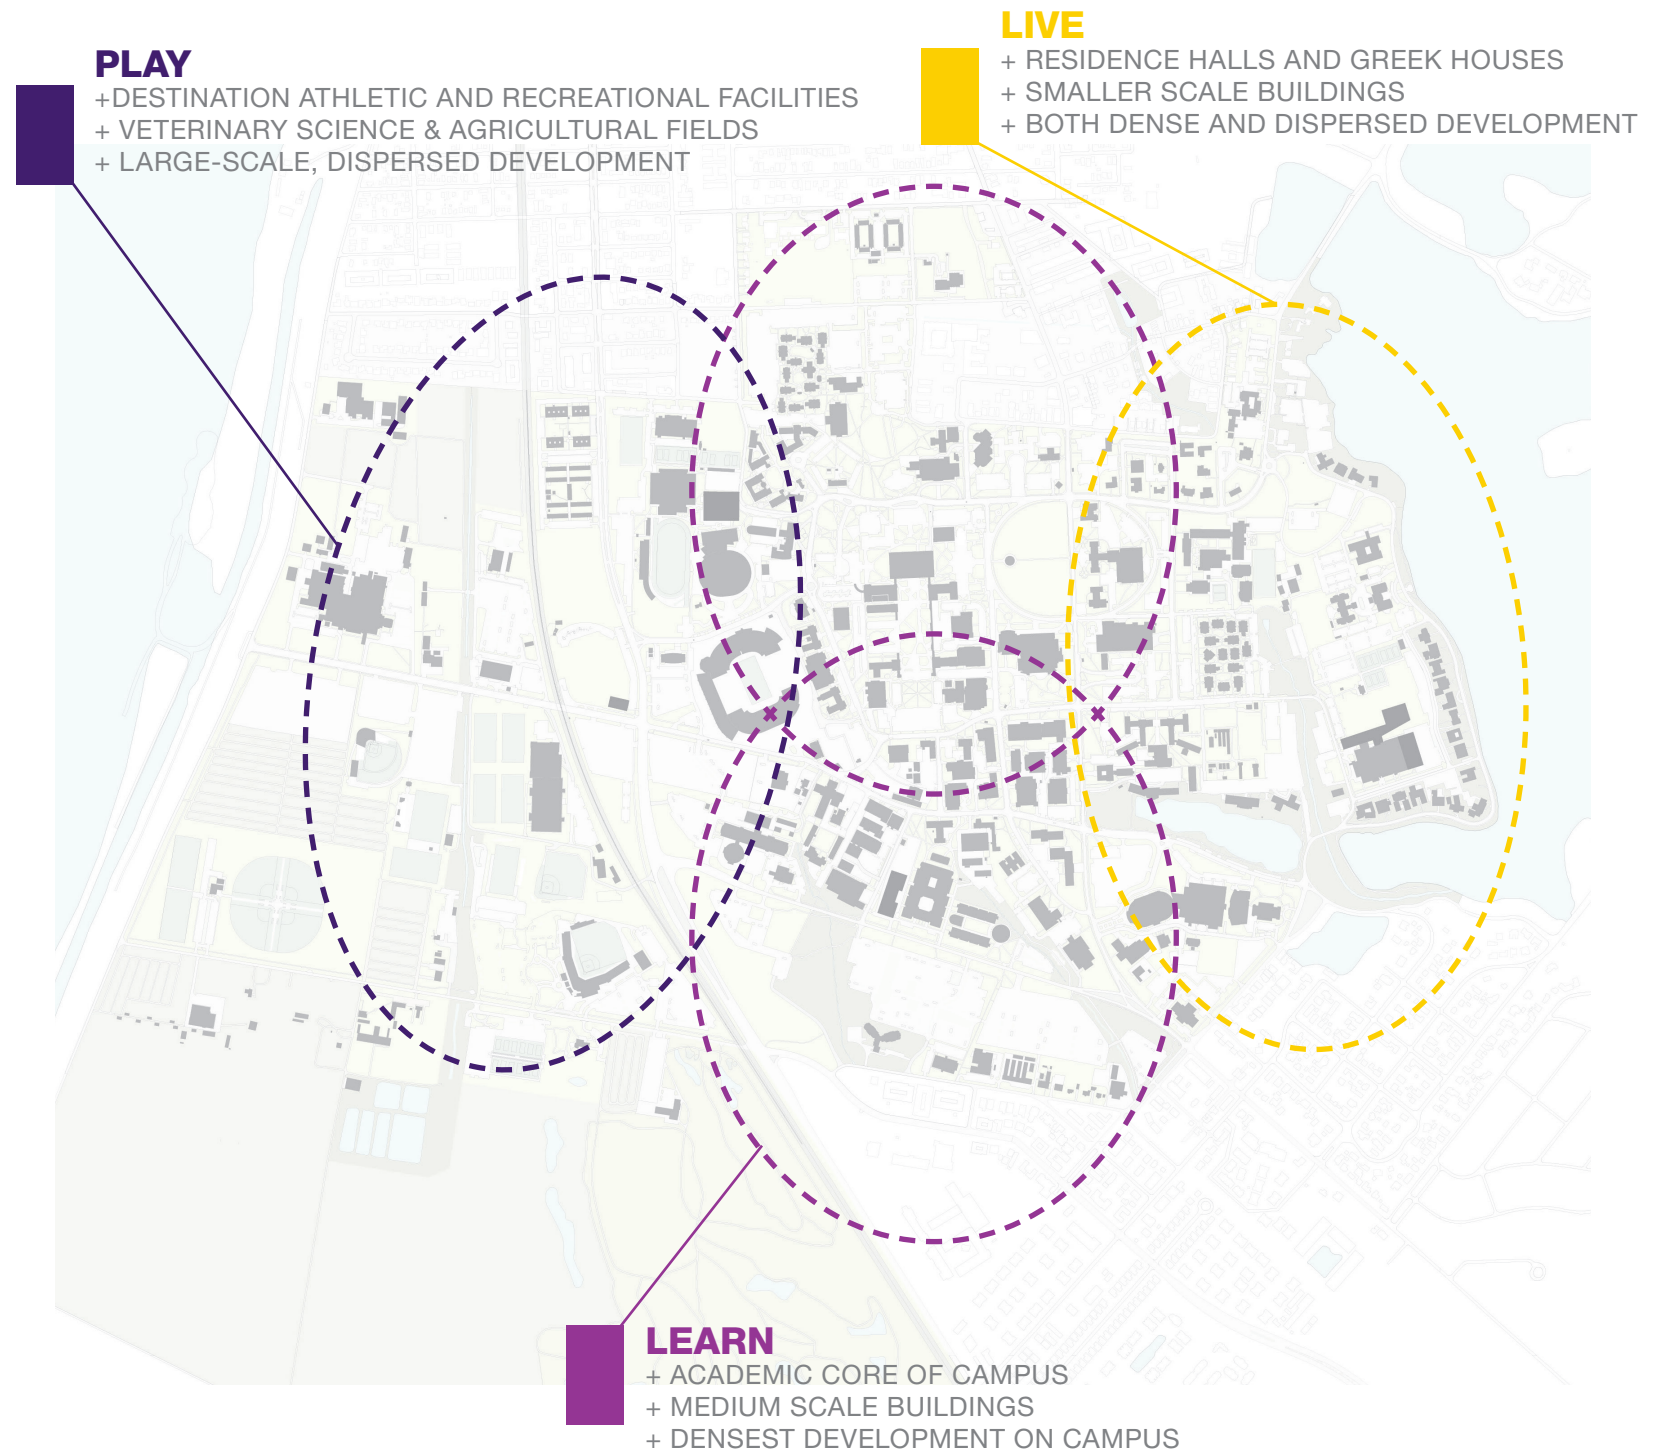 PLAY
+DESTINATION ATHLETIC AND RECREATIONAL FACILITIES
+ VETERINARY SCIENCE & AGRICULTURAL FIELDS
+ LARGE-SCALE, DISPERSED DEVELOPMENT
LIVE
+ RESIDENCE HALLS AND GREEK HOUSES
+ SMALLER SCALE BUILDINGS
+ BOTH DENSE AND DISPERSED DEVELOPMENT
LEARN
+ ACADEMIC CORE OF CAMPUS
+ MEDIUM SCALE BUILDINGS
+ DENSEST DEVELOPMENT ON CAMPUS